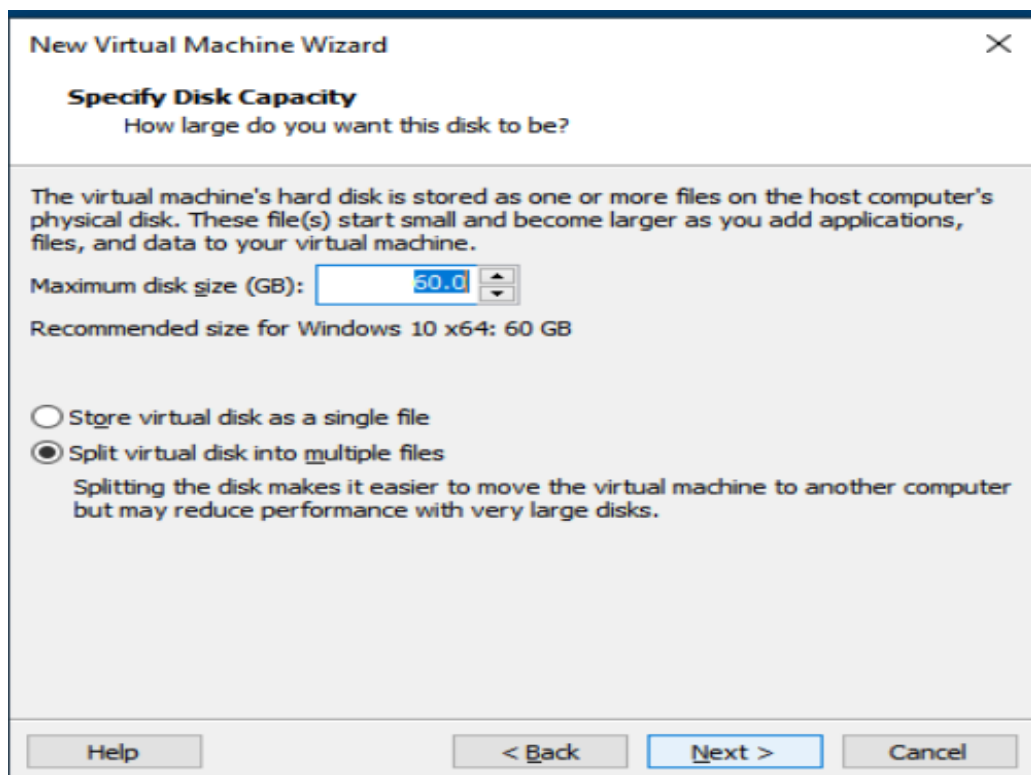 New Virtual Machine Wizard
Specify Disk Capacity
How large do you want this disk to be?
The virtual machine's hard disk is stored as one or more files on the host computer's
physical disk. These file(s) start small and become larger as you add applications,
files, and data to your virtual machine.
Maximum disk size (GB): 60.0
Recommended size for Windows 10 x64: 60 GB
Store virtual disk as a single file
Split virtual disk into multiple files
Splitting the disk makes it easier to move the virtual machine to another computer
but may reduce performance with very large disks.
Help < Back Next > Cancel